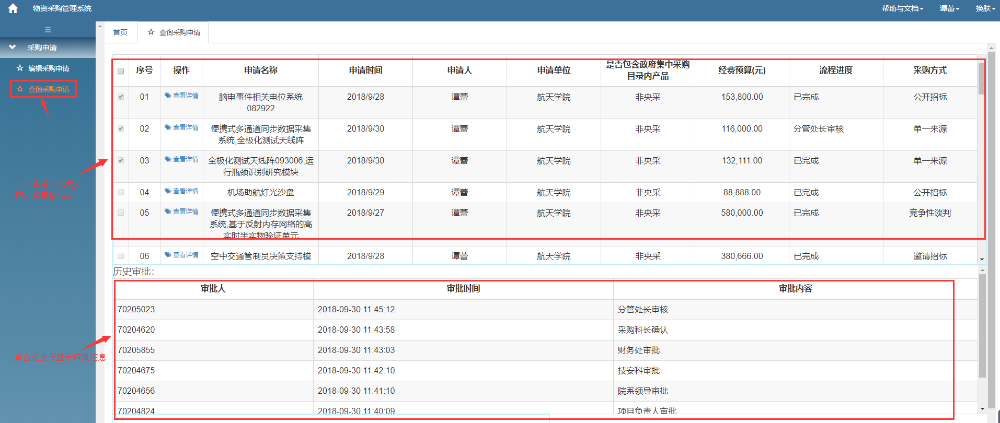 物资采购管理系统
帮助与文档
谭蕾
换肤
采购申请
编辑采购申请
查询采购申请
首页
查询采购申请
序号 操作 申请名称 申请时间 申请人 申请单位 是否包含政府集中采购 经费预算(元) 流程进度 采购方式
目录内产品
01 查看详情 脑电事件相关电位系统 2018/9/28 谭蕾 航天学院 非央采 153,800.00 已完成 公开招标
082922
02 查看详情 便携式多通道同步数据采集 2018/9/30 谭蕾 航天学院 非央采 116,000.00 分管处长审核 单一来源
系统,全极化测试天线阵
03 查看详情 全极化测试天线阵093006,运 2018/9/30 谭蕾 航天学院 非央采 132,111.00 已完成 单一来源
行瓶颈识别研究模块
04 查看详情 机场助航灯光沙盘 2018/9/29 谭蕾 航天学院 非央采 88,888.00 已完成 公开招标
05 查看详情 便携式多通道同步数据采集 2018/9/27 谭蕾 航天学院 非央采 580,000.00 已完成 竞争性谈判
系统,基于反射内存网络的高
实时半实物验证单元
06 查看详情 空中交通管制员决策支持模 2018/9/28 谭蕾 航天学院 非央采 380,666.00 已完成 邀请招标
历史审批:
审批人 审批时间 审批内容
70205023 2018-09-30 11:45:12 分管处长审核
70204620 2018-09-30 11:43:58 采购科长确认
70205855 2018-09-30 11:43:03 财务处审批
70204675 2018-09-30 11:42:10 技安科审批
70204656 2018-09-30 11:41:10 院系领导审批
70204824 2018-09-30 11:40:09 项目负责人审批
点击记录行显示审批信息